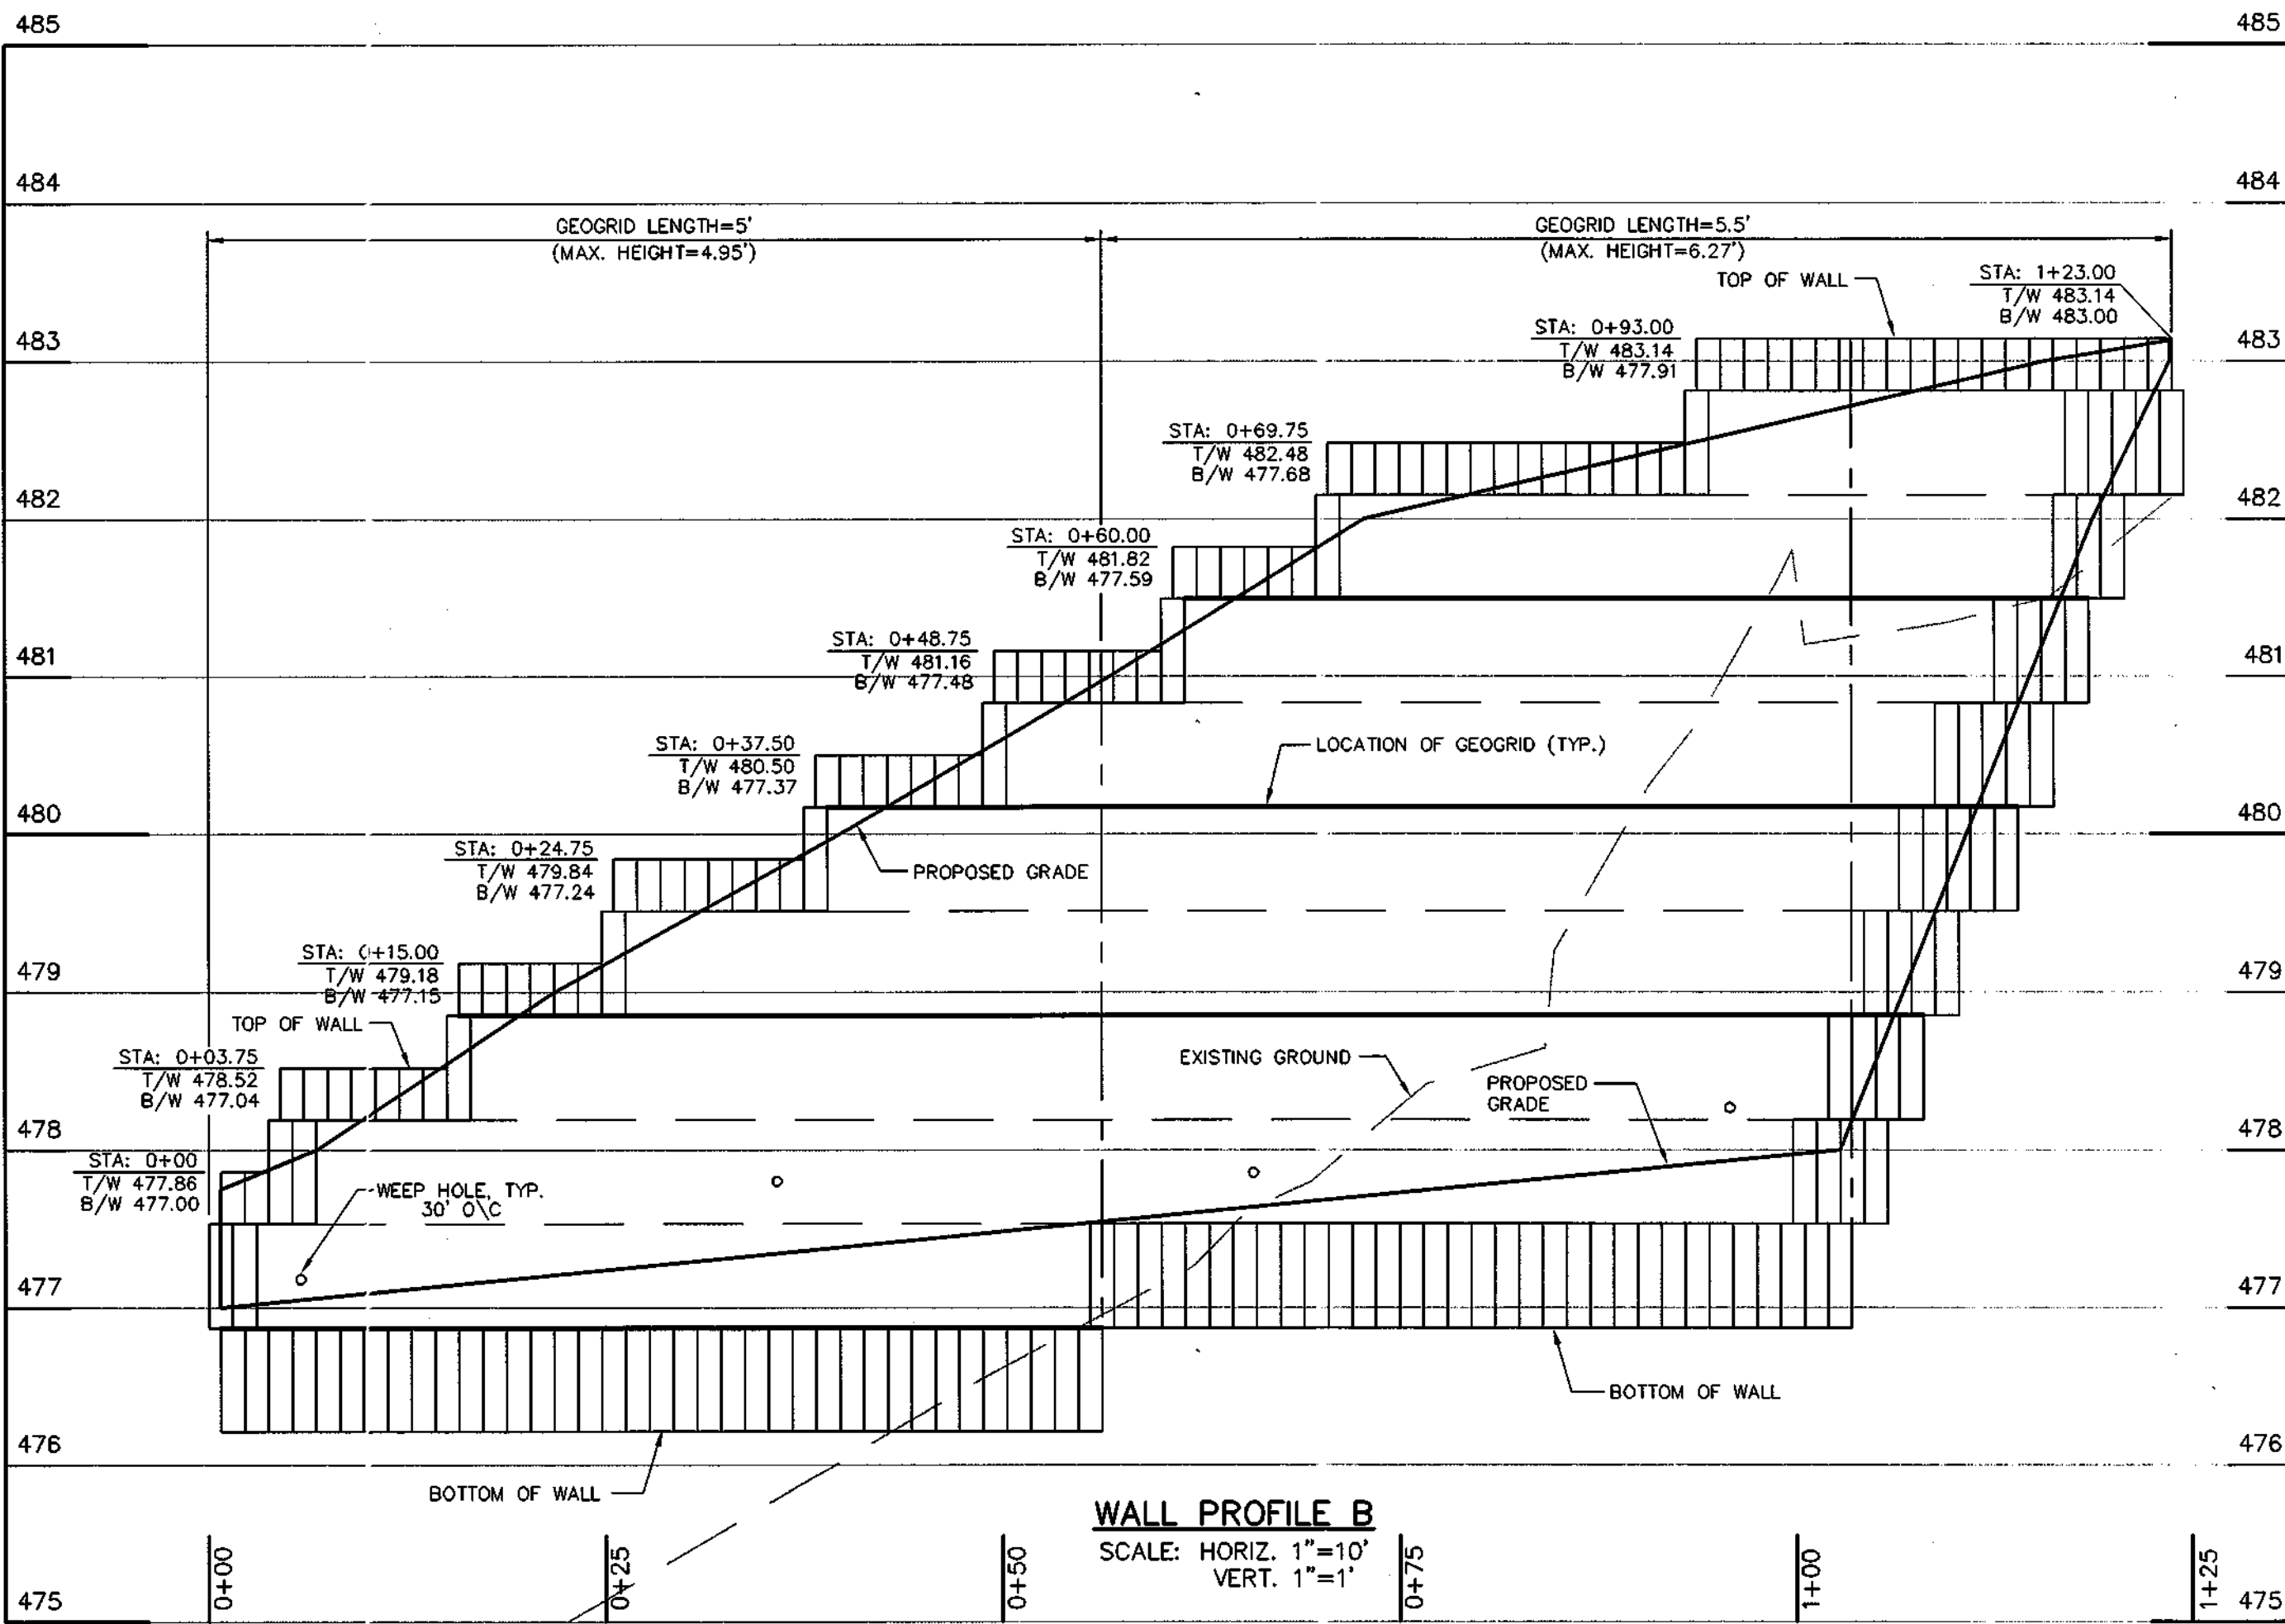 485
485
484
484
GEOGRID LENGTH=5'
(MAX. HEIGHT=4.95')
GEOGRID LENGTH=5.5'
(MAX. HEIGHT=6.27')
TOP OF WALL
STA: 1+23.00
T/W 483.14
B/W 483.00
STA: 0+93.00
T/W 483.14
B/W 477.91
483
483
STA: 0+69.75
T/W 482.48
B/W 477.68
482
482
STA: 0+60.00
T/W 481.82
B/W 477.59
STA: 0+48.75
T/W 481.16
B/W 477.48
481
481
STA: 0+37.50
T/W 480.50
B/W 477.37
LOCATION OF GEOGRID (TYP.)
480
480
STA: 0+24.75
T/W 479.84
B/W 477.24
PROPOSED GRADE
STA: 0+15.00
T/W 479.18
B/W 477.15
479
479
TOP OF WALL
STA: 0+03.75
T/W 478.52
B/W 477.04
EXISTING GROUND
PROPOSED
GRADE
478
478
STA: 0+00
T/W 477.86
B/W 477.00
WEEP HOLE, TYP.
30' O\C
477
477
BOTTOM OF WALL
476
476
BOTTOM OF WALL
WALL PROFILE B
SCALE: HORIZ. 1"=10'
VERT. 1"=1'
0+00
0+25
0+50
0+75
1+00
1+25
475
475